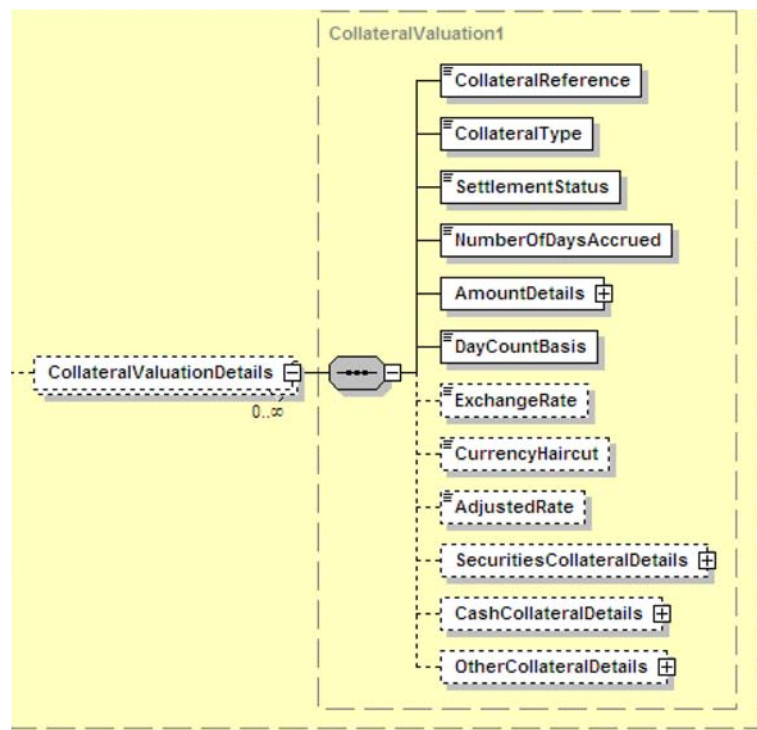 CollateralValuation1
CollateralReference
CollateralType
SettlementStatus
NumberOfDaysAccrued
AmountDetails
DayCountBasis
CollateralValuationDetails
0..∞
ExchangeRate
CurrencyHaircut
AdjustedRate
SecuritiesCollateralDetails
CashCollateralDetails
OtherCollateralDetails